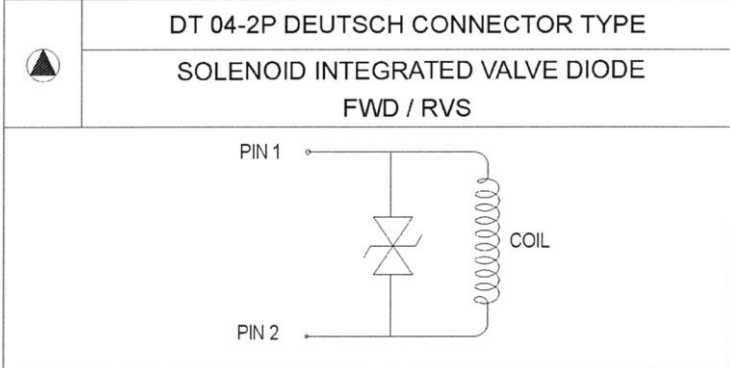 DT 04-2P DEUTSCH CONNECTOR TYPE
SOLENOID INTEGRATED VALVE DIODE
FWD / RVS
PIN 1
COIL
PIN 2